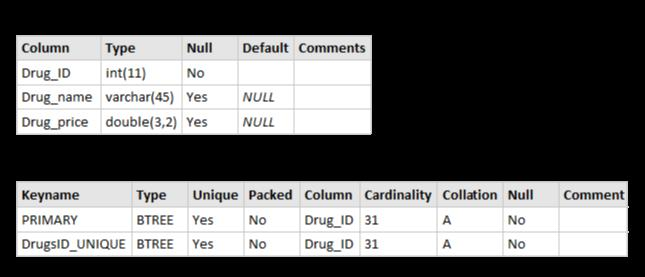 Column Type Null Default Comments
Drug_ID int(11) No
Drug_name varchar(45) Yes NULL
Drug_price double(3,2) Yes NULL
Keyname Type Unique Packed Column Cardinality Collation Null Comment
PRIMARY BTREE Yes No Drug_ID 31 A No
DrugsID_UNIQUE BTREE Yes No Drug_ID 31 A No